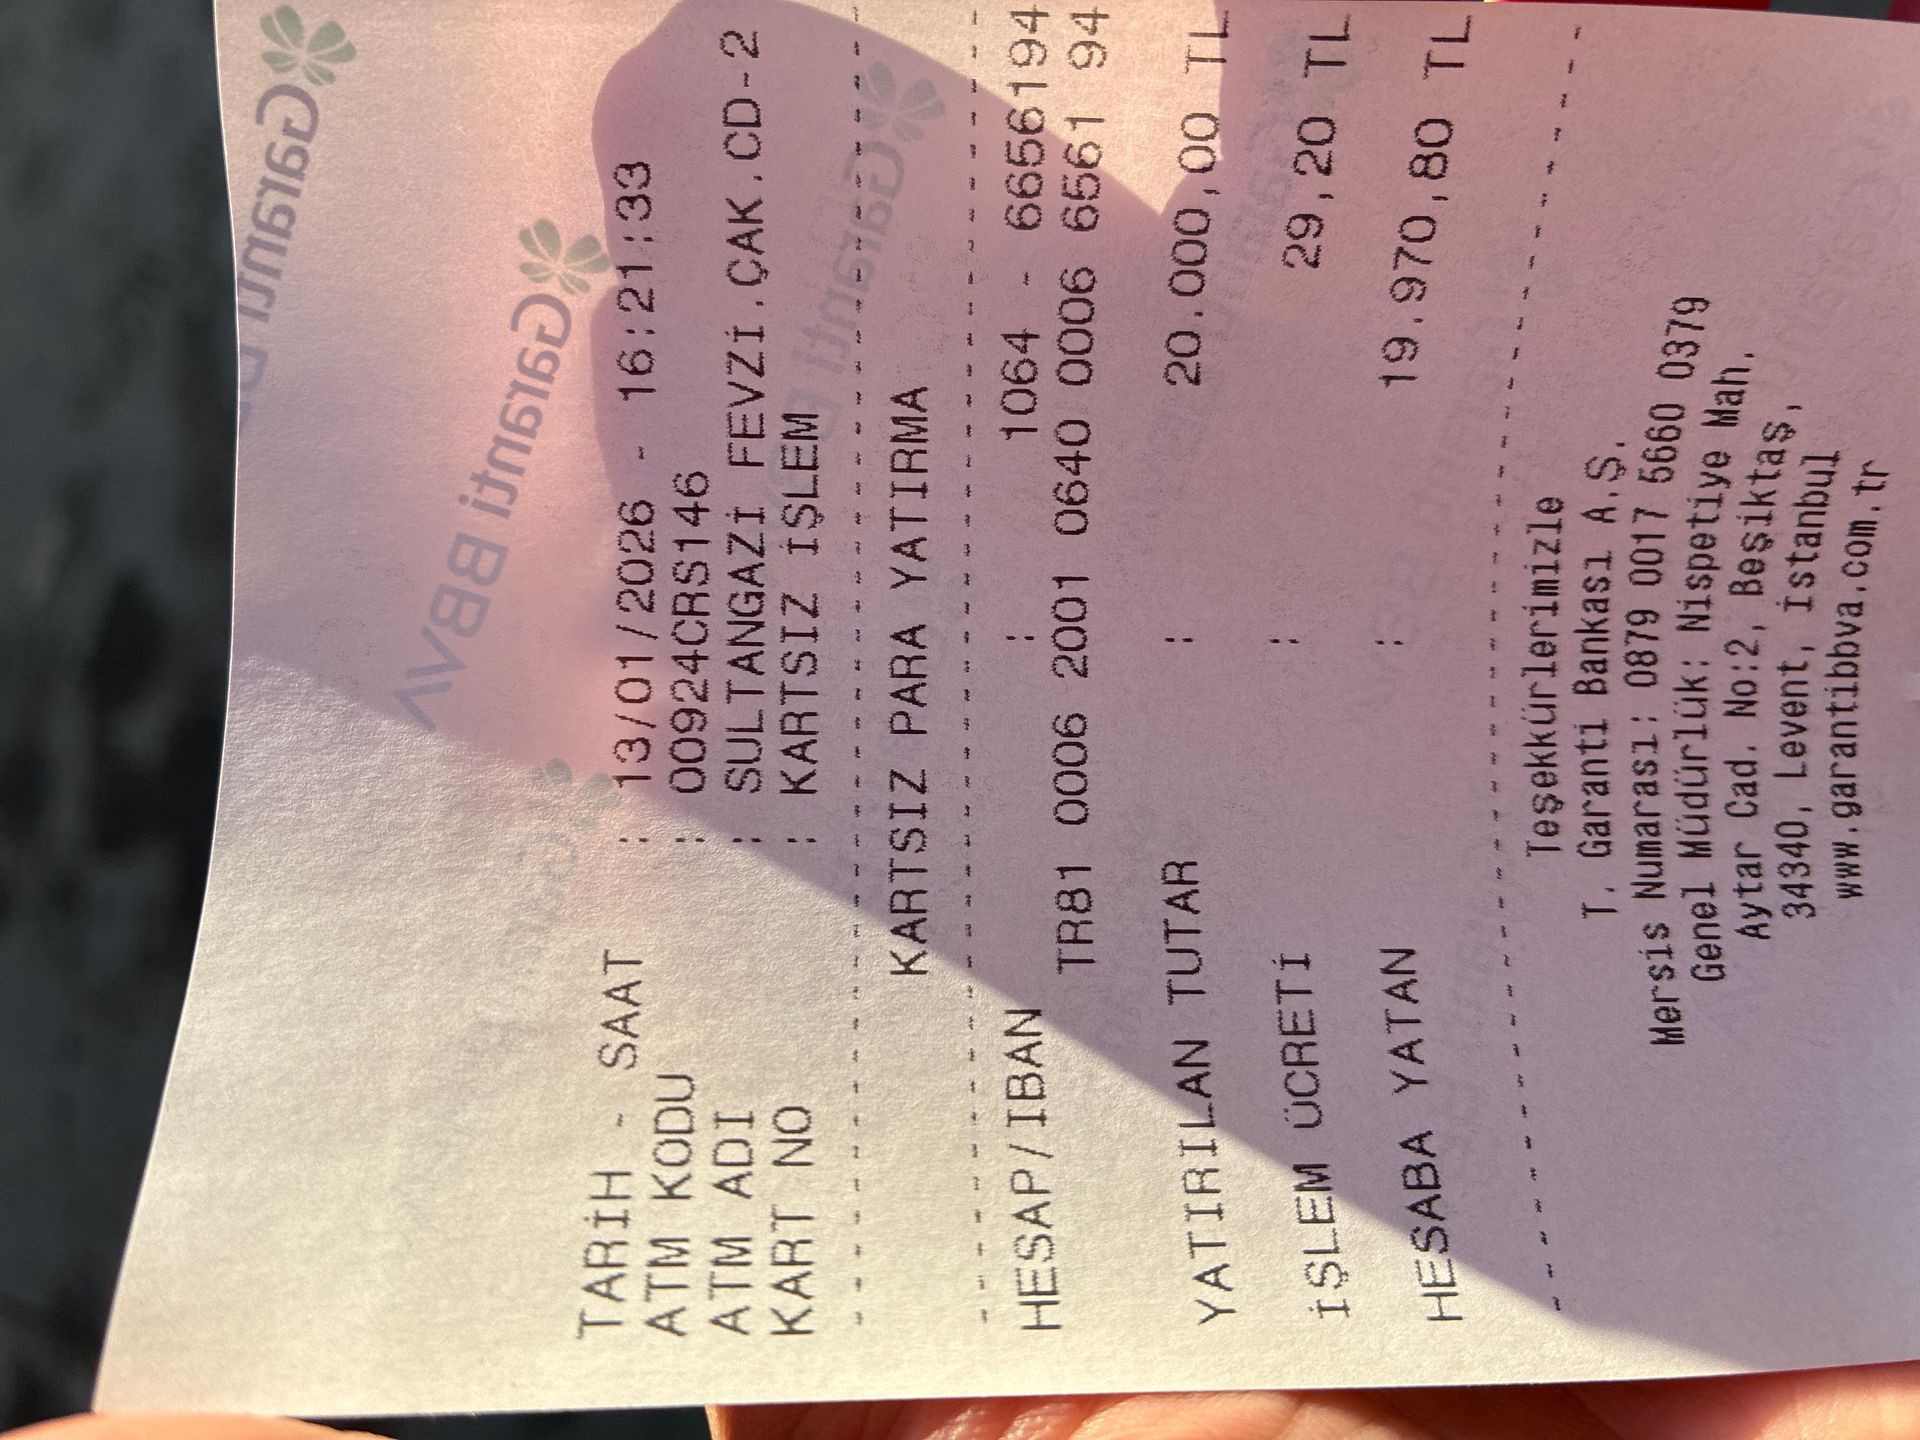 Garanti B
Garanti BBVA
Garanti B
TARİH - SAAT : 13/01/2026 - 16:21:33
ATM KODU : 00924CRS146
ATM ADI : SULTANGAZİ FEVZİ.ÇAK.CD-2
KART NO : KARTSIZ İŞLEM
KARTSIZ PARA YATIRMA
HESAP/IBAN : 1064 - 6656194
TR81 0006 2001 0640 0006 6561 94
YATIRILAN TUTAR : 20.000,00 TL
İŞLEM ÜCRETİ : 29,20 TL
HESABA YATAN : 19.970,80 TL
Teşekkürlerimizle
T. Garanti Bankası A.Ş.
Mersis Numarası: 0879 0017 5660 0379
Genel Müdürlük: Nispetiye Mah.
Aytar Cad. No:2, Beşiktaş,
34340, Levent, İstanbul
www.garantibbva.com.tr